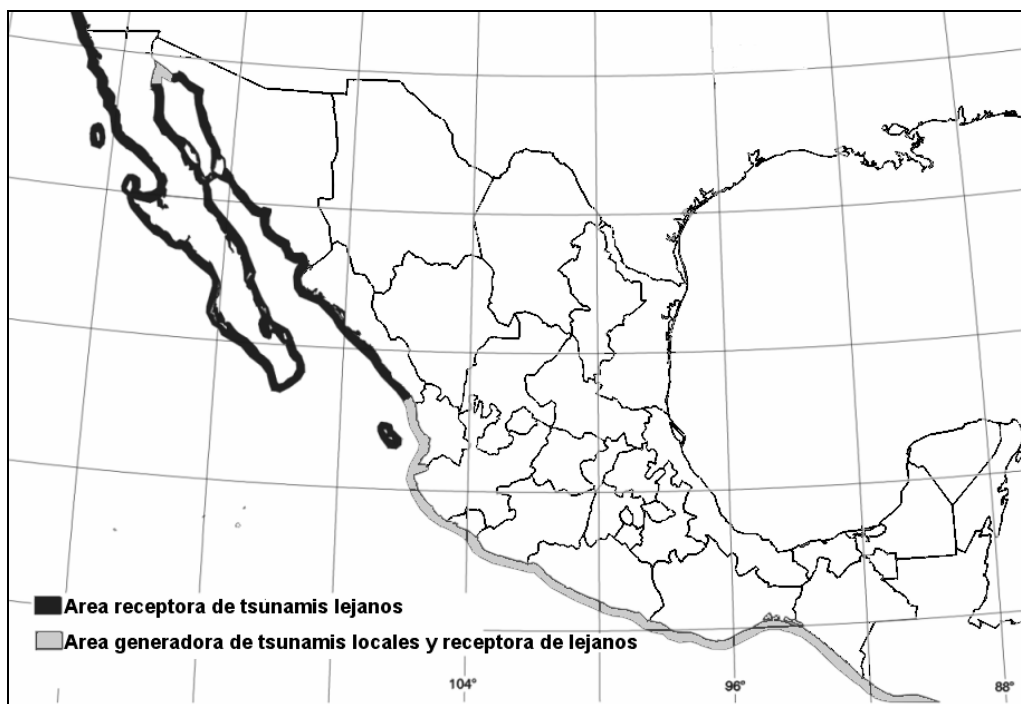 Area receptora de tsunamis lejanos
Area generadora de tsunamis locales y receptora de lejanos
104° 96° 88°